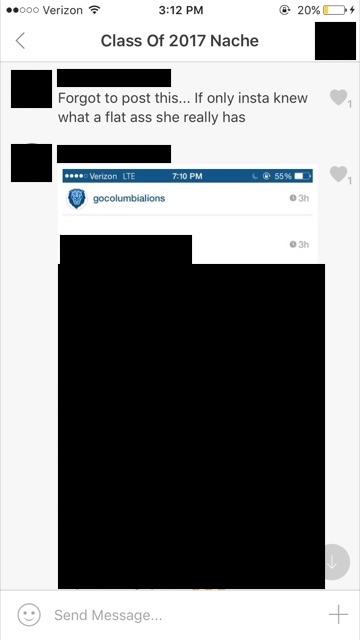 Verizon 3:12 PM 20%
Class Of 2017 Nache
Forgot to post this... If only insta knew
what a flat ass she really has
1
1
Verizon LTE 7:10 PM 55%
gocolumbialions 3h
3h
Send Message...